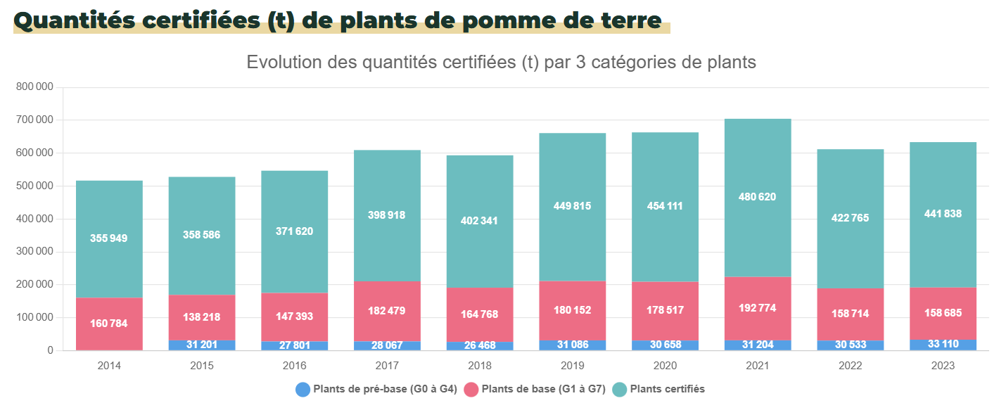 Quantités certifiées (t) de plants de pomme de terre
Evolution des quantités certifiées (t) par 3 catégories de plants
800 000
700 000
600 000
500 000
400 000
300 000
200 000
100 000
0
355 949 358 586 371 620 398 918 402 341 449 815 454 111 480 620 422 765 441 838
160 784 138 218 147 393 182 479 164 768 180 152 178 517 192 774 158 714 158 685
31 201 27 801 28 067 26 468 31 086 30 658 31 204 30 533 33 110
2014 2015 2016 2017 2018 2019 2020 2021 2022 2023
Plants de pré-base (G0 à G4) Plants de base (G1 à G7) Plants certifiés